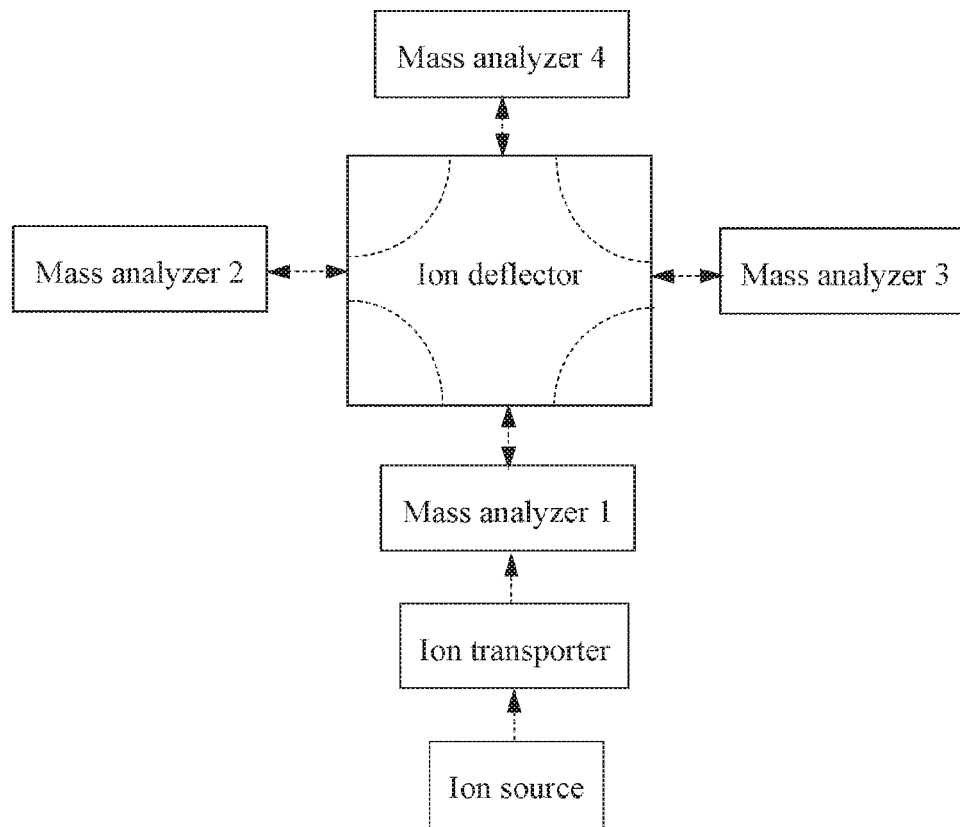 Mass analyzer 4
Mass analyzer 2
Ion deflector
Mass analyzer 3
Mass analyzer 1
Ion transporter
Ion source